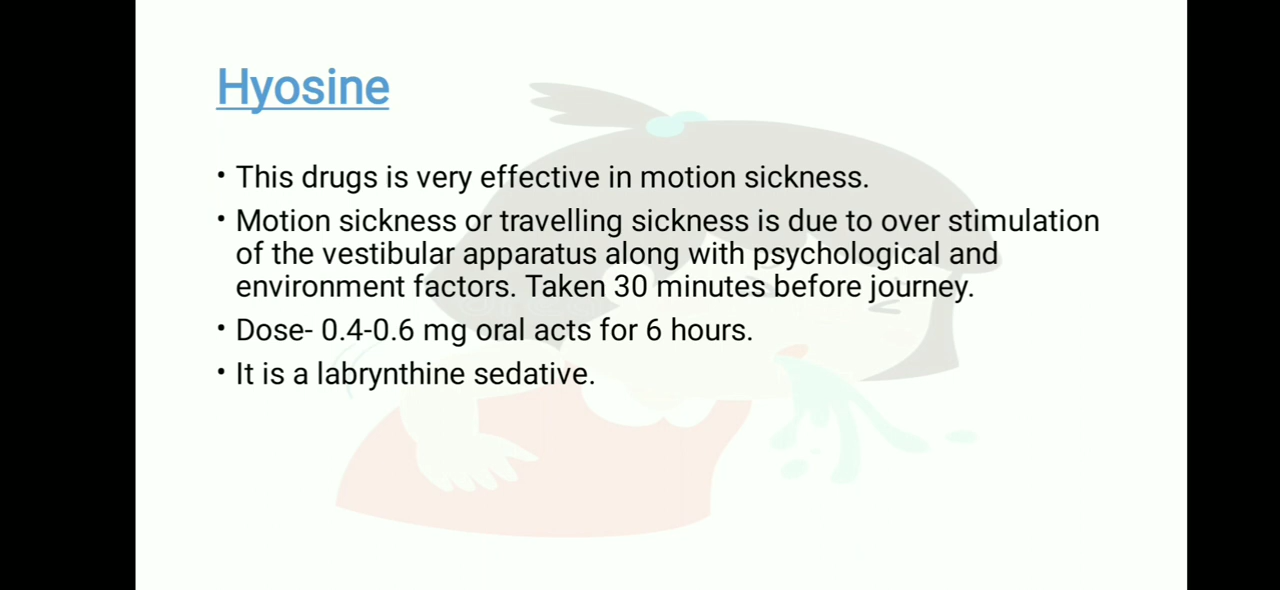 Hyosine
• This drugs is very effective in motion sickness.
• Motion sickness or travelling sickness is due to over stimulation
of the vestibular apparatus along with psychological and
environment factors. Taken 30 minutes before journey.
• Dose- 0.4-0.6 mg oral acts for 6 hours.
• It is a labrynthine sedative.